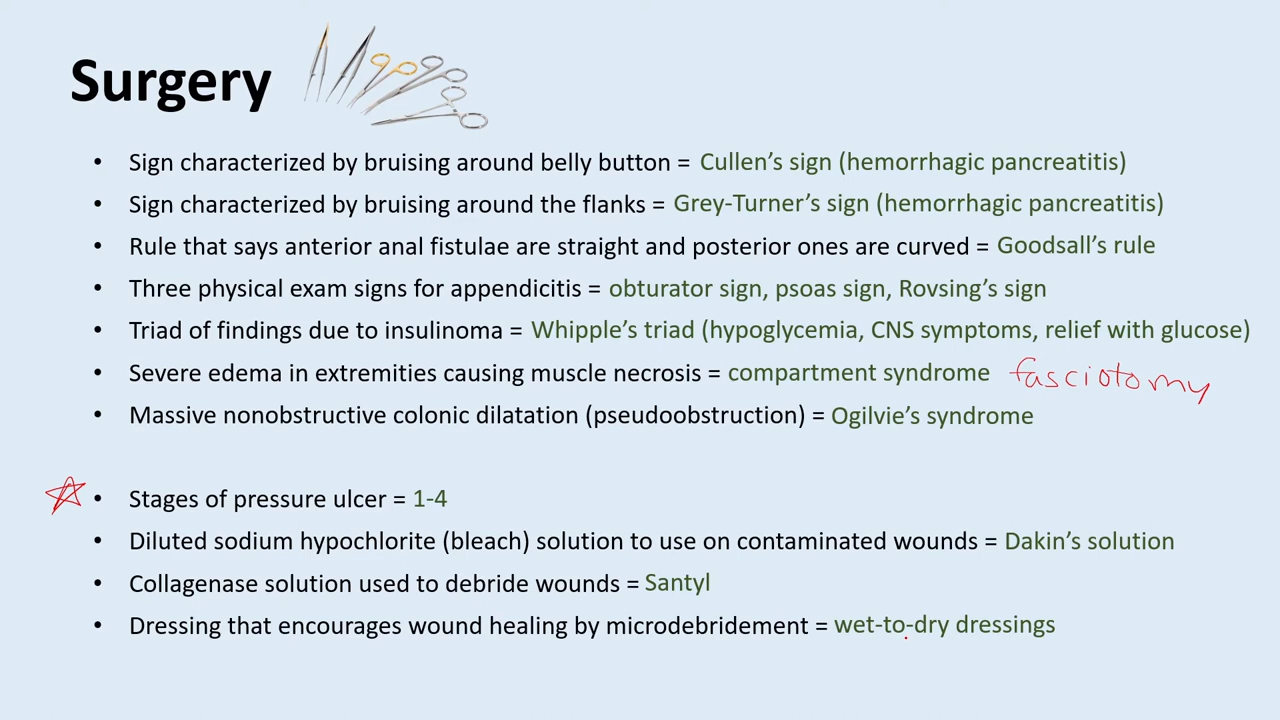 Surgery
• Sign characterized by bruising around belly button = Cullen’s sign (hemorrhagic pancreatitis)
• Sign characterized by bruising around the flanks = Grey-Turner’s sign (hemorrhagic pancreatitis)
• Rule that says anterior anal fistulae are straight and posterior ones are curved = Goodsall’s rule
• Three physical exam signs for appendicitis = obturator sign, psoas sign, Rovsing’s sign
• Triad of findings due to insulinoma = Whipple’s triad (hypoglycemia, CNS symptoms, relief with glucose)
• Severe edema in extremities causing muscle necrosis = compartment syndrome fasciotomy
• Massive nonobstructive colonic dilatation (pseudoobstruction) = Ogilvie’s syndrome
• Stages of pressure ulcer = 1-4
• Diluted sodium hypochlorite (bleach) solution to use on contaminated wounds = Dakin’s solution
• Collagenase solution used to debride wounds = Santyl
• Dressing that encourages wound healing by microdebridement = wet-to-dry dressings